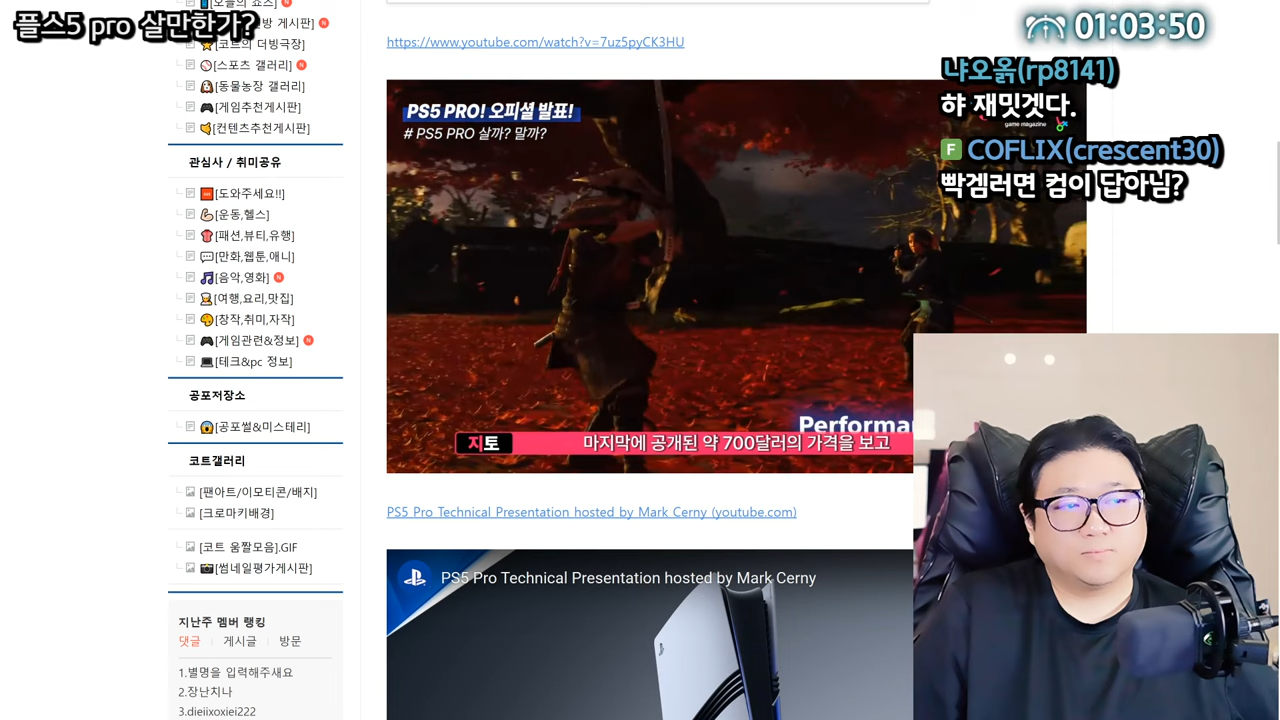 [오늘의 쇼츠]
플스5 pro 살만한가?
방 게시판]
[코트의 더빙극장]
[스포츠 갤러리]
[동물농장 갤러리]
[게임추천게시판]
[컨텐츠추천게시판]
관심사 / 취미공유
[도와주세요!!]
[운동,헬스]
[패션,뷰티,유행]
[만화,웹툰,애니]
[음악,영화]
[여행,요리,맛집]
[창작,취미,자작]
[게임관련&정보]
[테크&pc 정보]
공포저장소
[공포썰&미스테리]
코트갤러리
[팬아트/이모티콘/배지]
[크로마키배경]
[코트 움짤모음].GIF
[썸네일평가게시판]
지난주 멤버 랭킹
댓글 게시글 방문
1.별명을 입력해주새요
2.장난치나
3.dieiixoxiei222
https://www.youtube.com/watch?v=7uz5pyCK3HU
PS5 PRO! 오피셜 발표!
# PS5 PRO 살까? 말까?
game magazine
Performa
지토 마지막에 공개된 약 700달러의 가격을 보고
PS5 Pro Technical Presentation hosted by Mark Cerny (youtube.com)
PS5 Pro Technical Presentation hosted by Mark Cerny
01:03:50
냐오옭(rp8141)
햐 재밋겟다.
F COFLIX(crescent30)
빡겜러면 컴이 답아님?